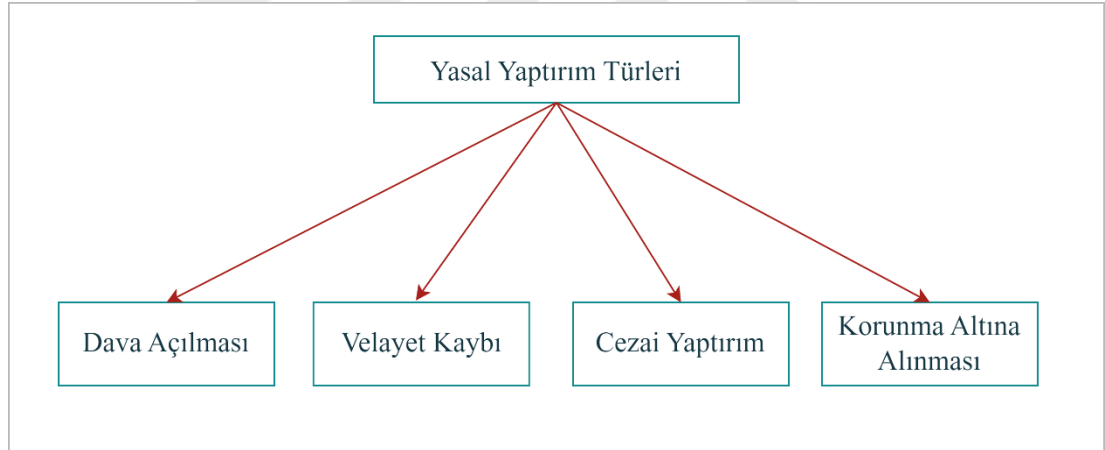 Yasal Yaptırım Türleri
Dava Açılması
Velayet Kaybı
Cezai Yaptırım
Korunma Altına
Alınması